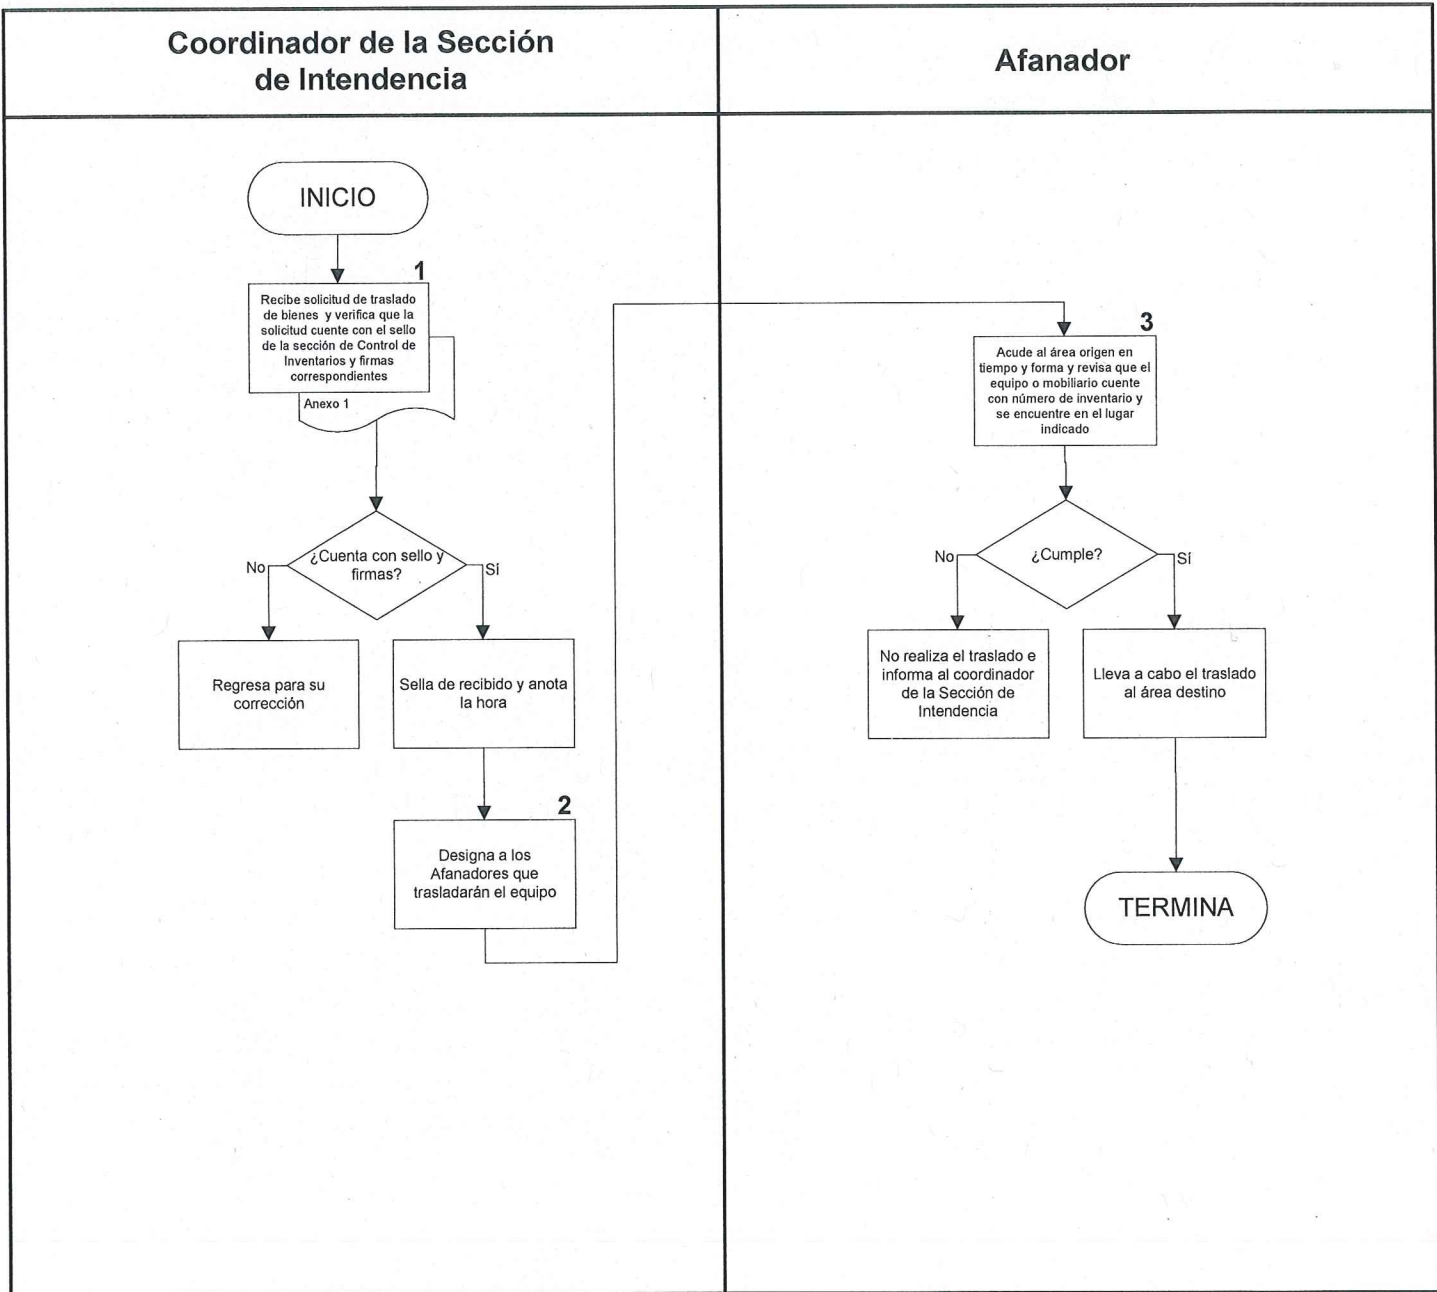 Coordinador de la Sección
de Intendencia
Afanador
INICIO
1
Recibe solicitud de traslado
de bienes y verifica que la
solicitud cuente con el sello
de la sección de Control de
Inventarios y firmas
correspondientes
Anexo 1
¿Cuenta con sello y
firmas?
No
Sí
Regresa para su
corrección
Sella de recibido y anota
la hora
2
Designa a los
Afanadores que
trasladarán el equipo
3
Acude al área origen en
tiempo y forma y revisa que el
equipo o mobiliario cuente
con número de inventario y
se encuentre en el lugar
indicado
¿Cumple?
No
Sí
No realiza el traslado e
informa al coordinador
de la Sección de
Intendencia
Lleva a cabo el traslado
al área destino
TERMINA